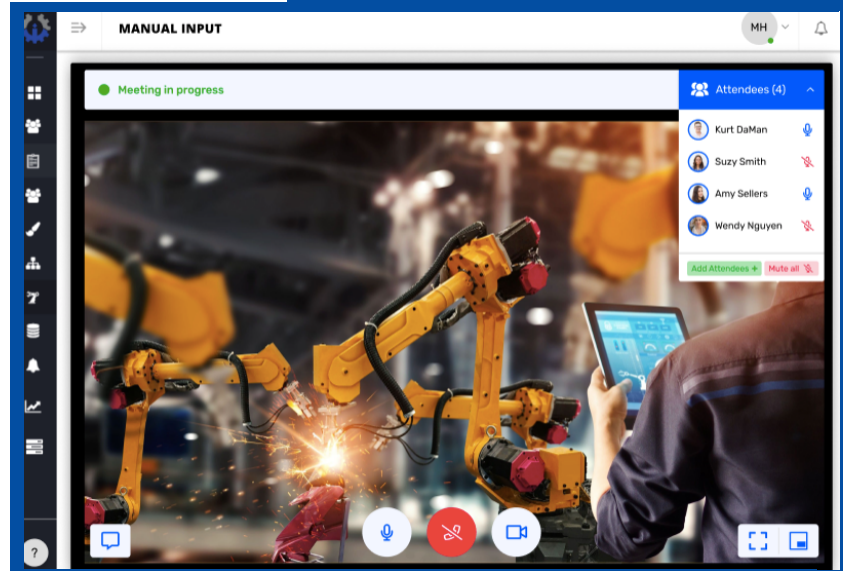 MANUAL INPUT
MH
Meeting in progress
Attendees (4)
Kurt DaMan
Suzy Smith
Amy Sellers
Wendy Nguyen
Add Attendees +
Mute all
?